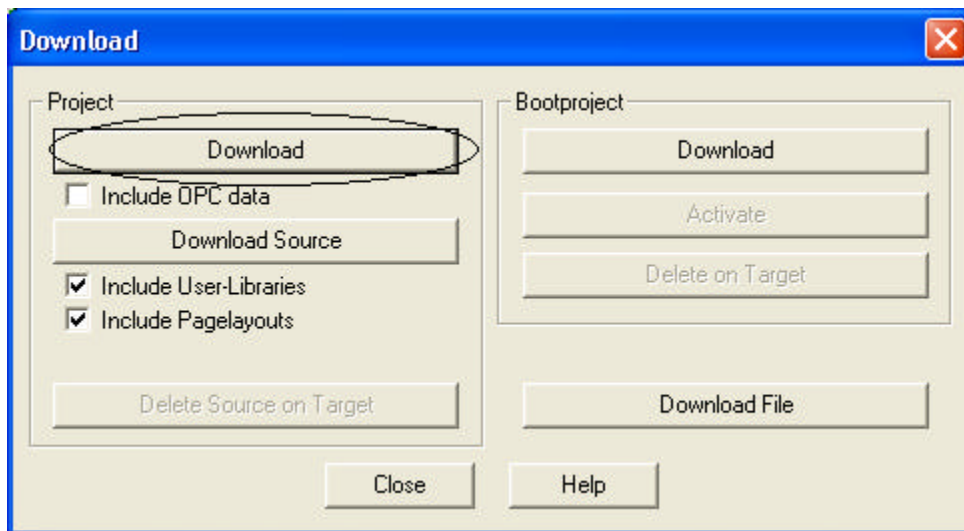 Download
Project
Download
Include OPC data
Download Source
Include User-Libraries
Include Pagelayouts
Delete Source on Target
Bootproject
Download
Activate
Delete on Target
Download File
Close
Help